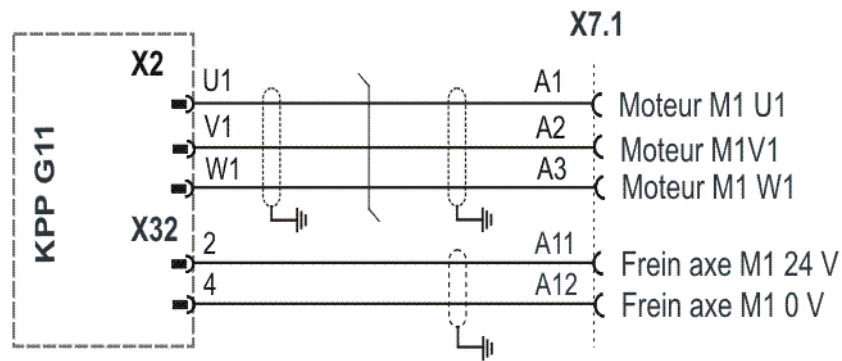 X7.1
X2
U1 A1 Moteur M1 U1
V1 A2 Moteur M1V1
W1 A3 Moteur M1 W1
KPP G11
X32
2 A11 Frein axe M1 24 V
4 A12 Frein axe M1 0 V